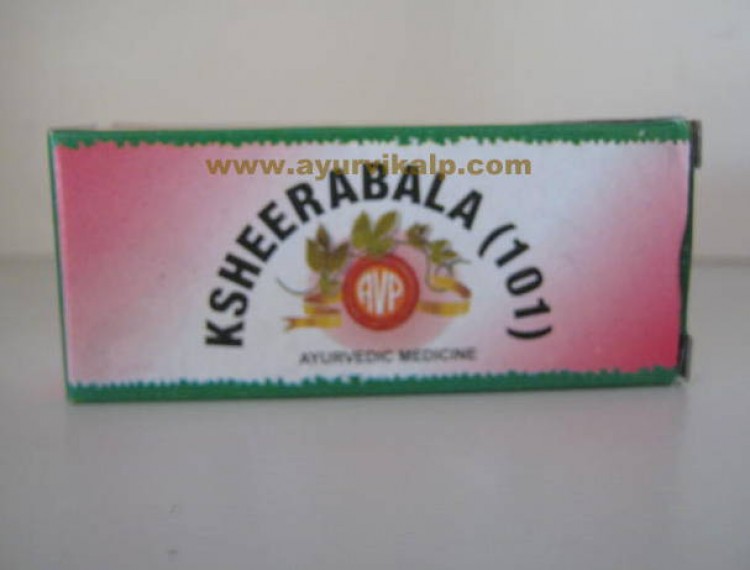 www.ayurvikalp.com
KSHEERABALA (101)
AVP
AYURVEDIC MEDICINE